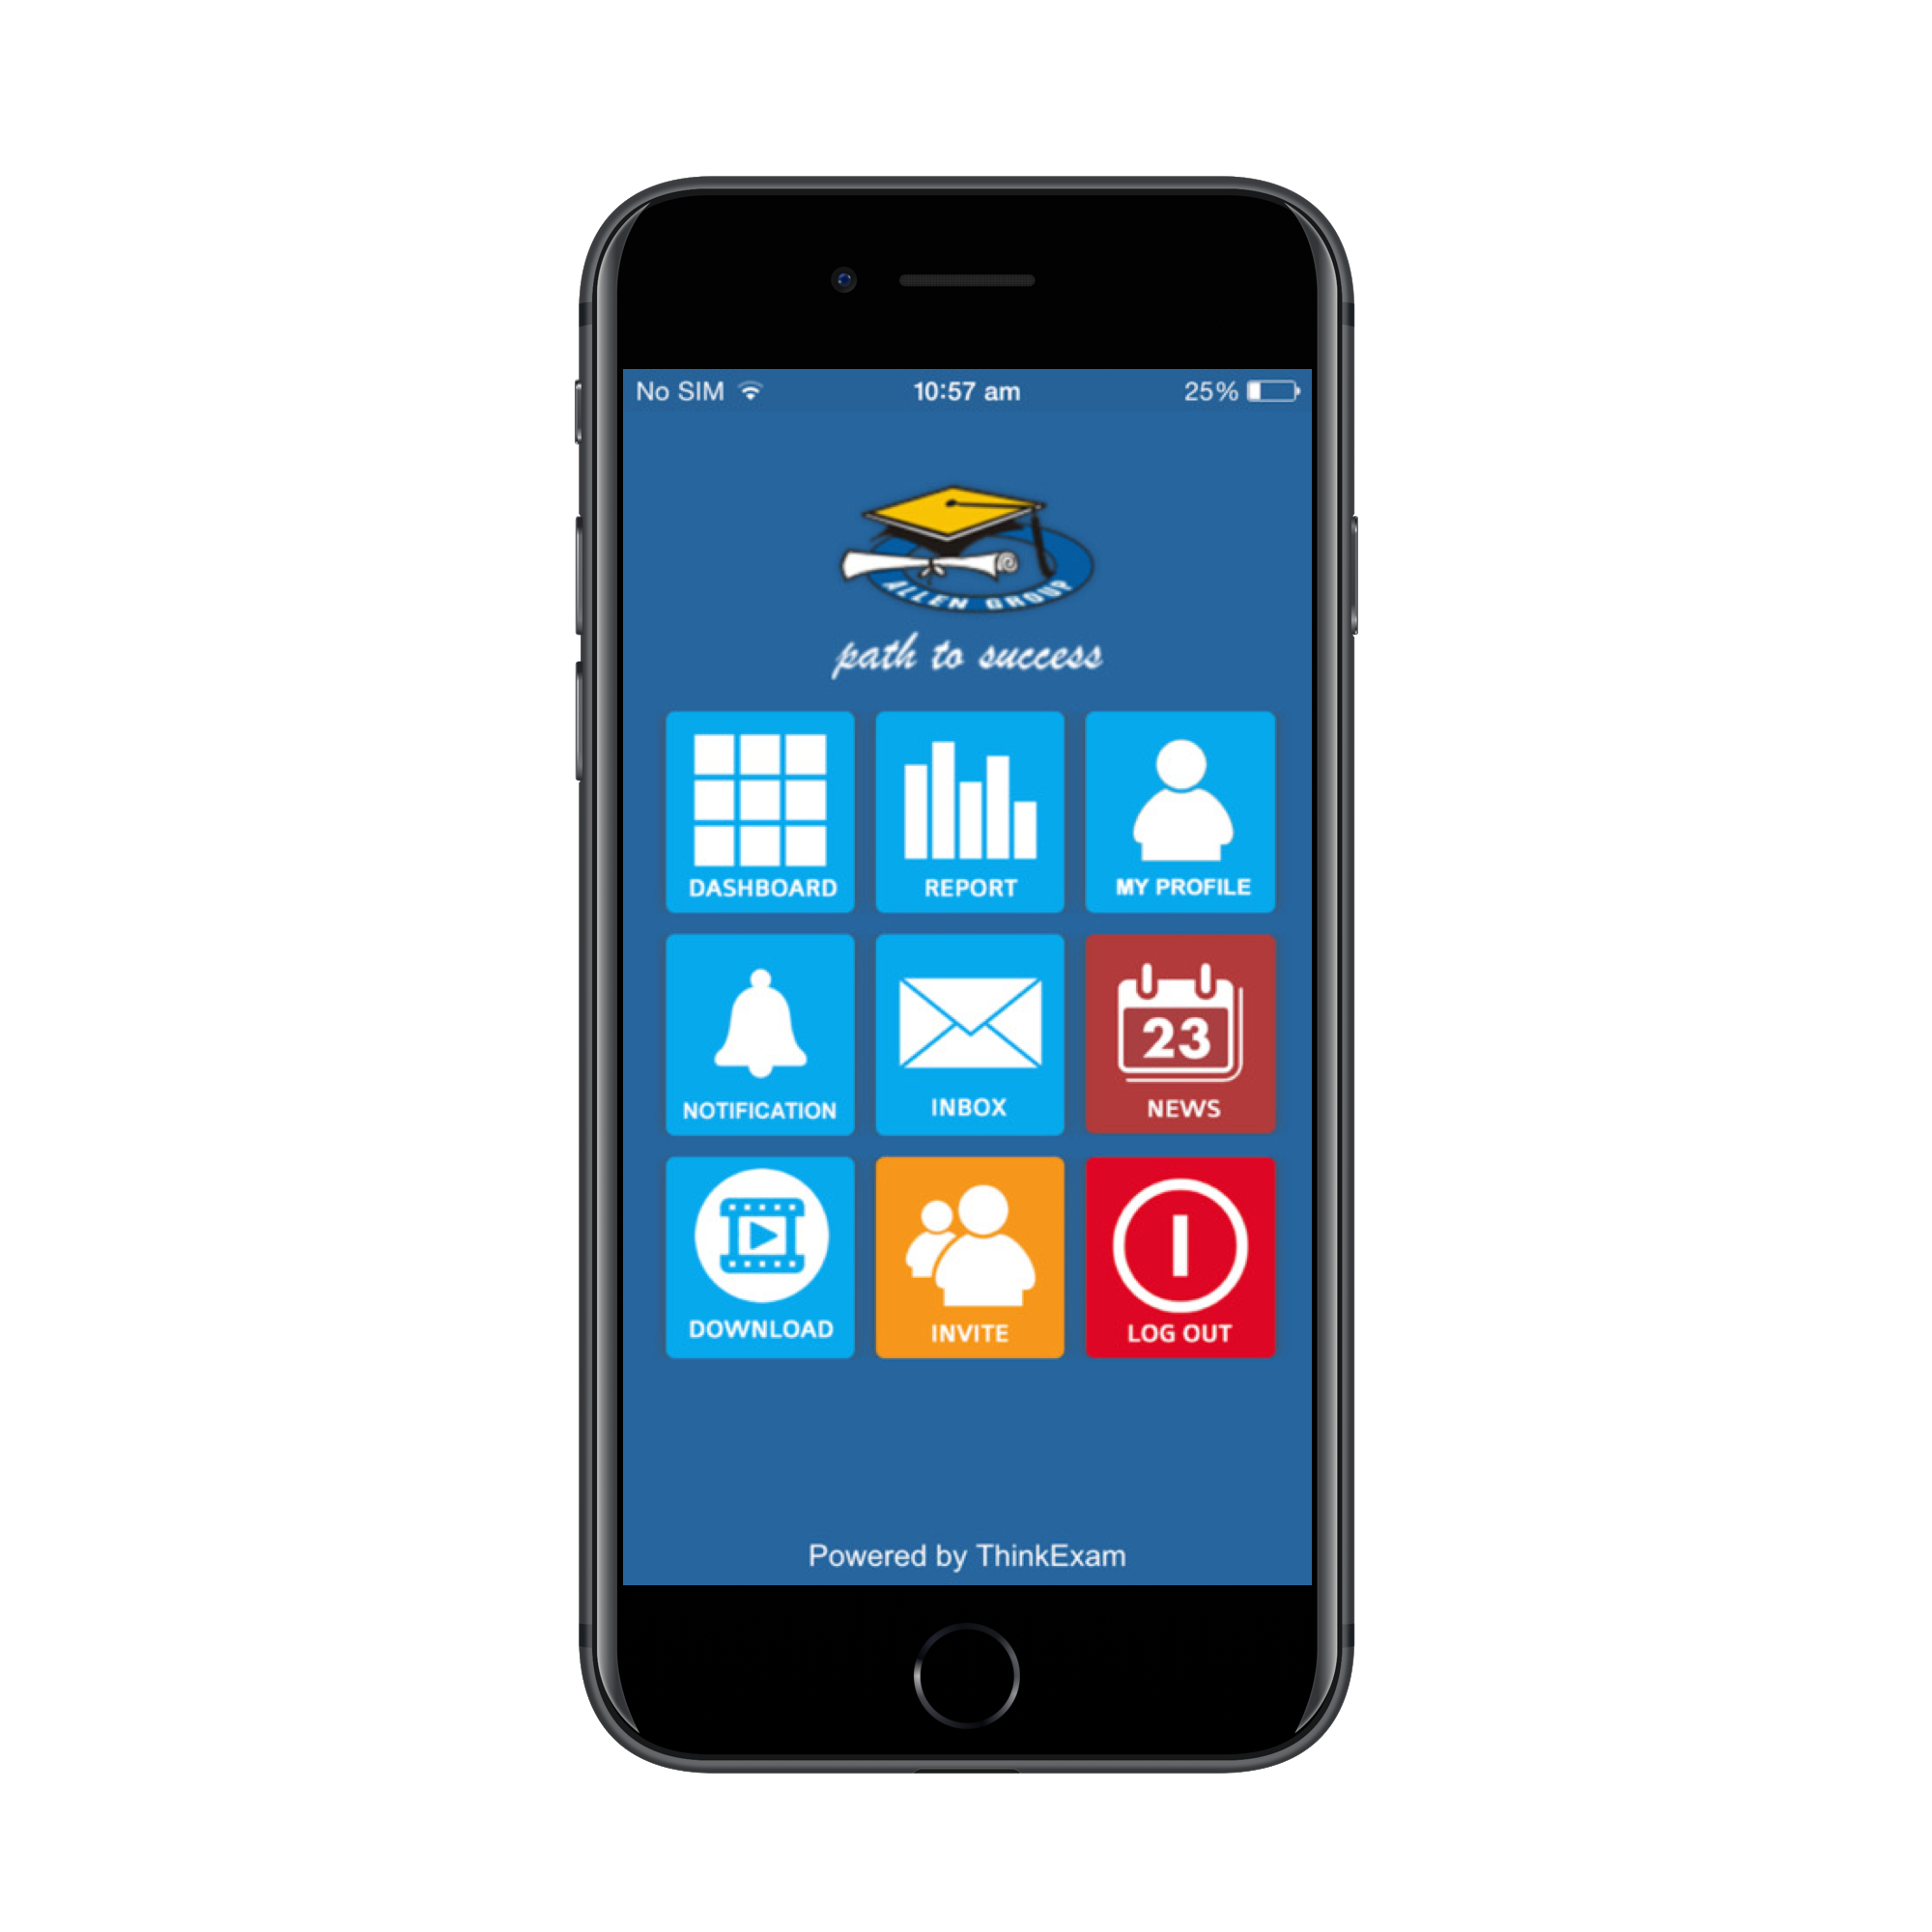 No SIM 10:57 am 25%
ALLEN GROUP
path to success
DASHBOARD REPORT MY PROFILE
23
NOTIFICATION INBOX NEWS
DOWNLOAD INVITE LOG OUT
Powered by ThinkExam